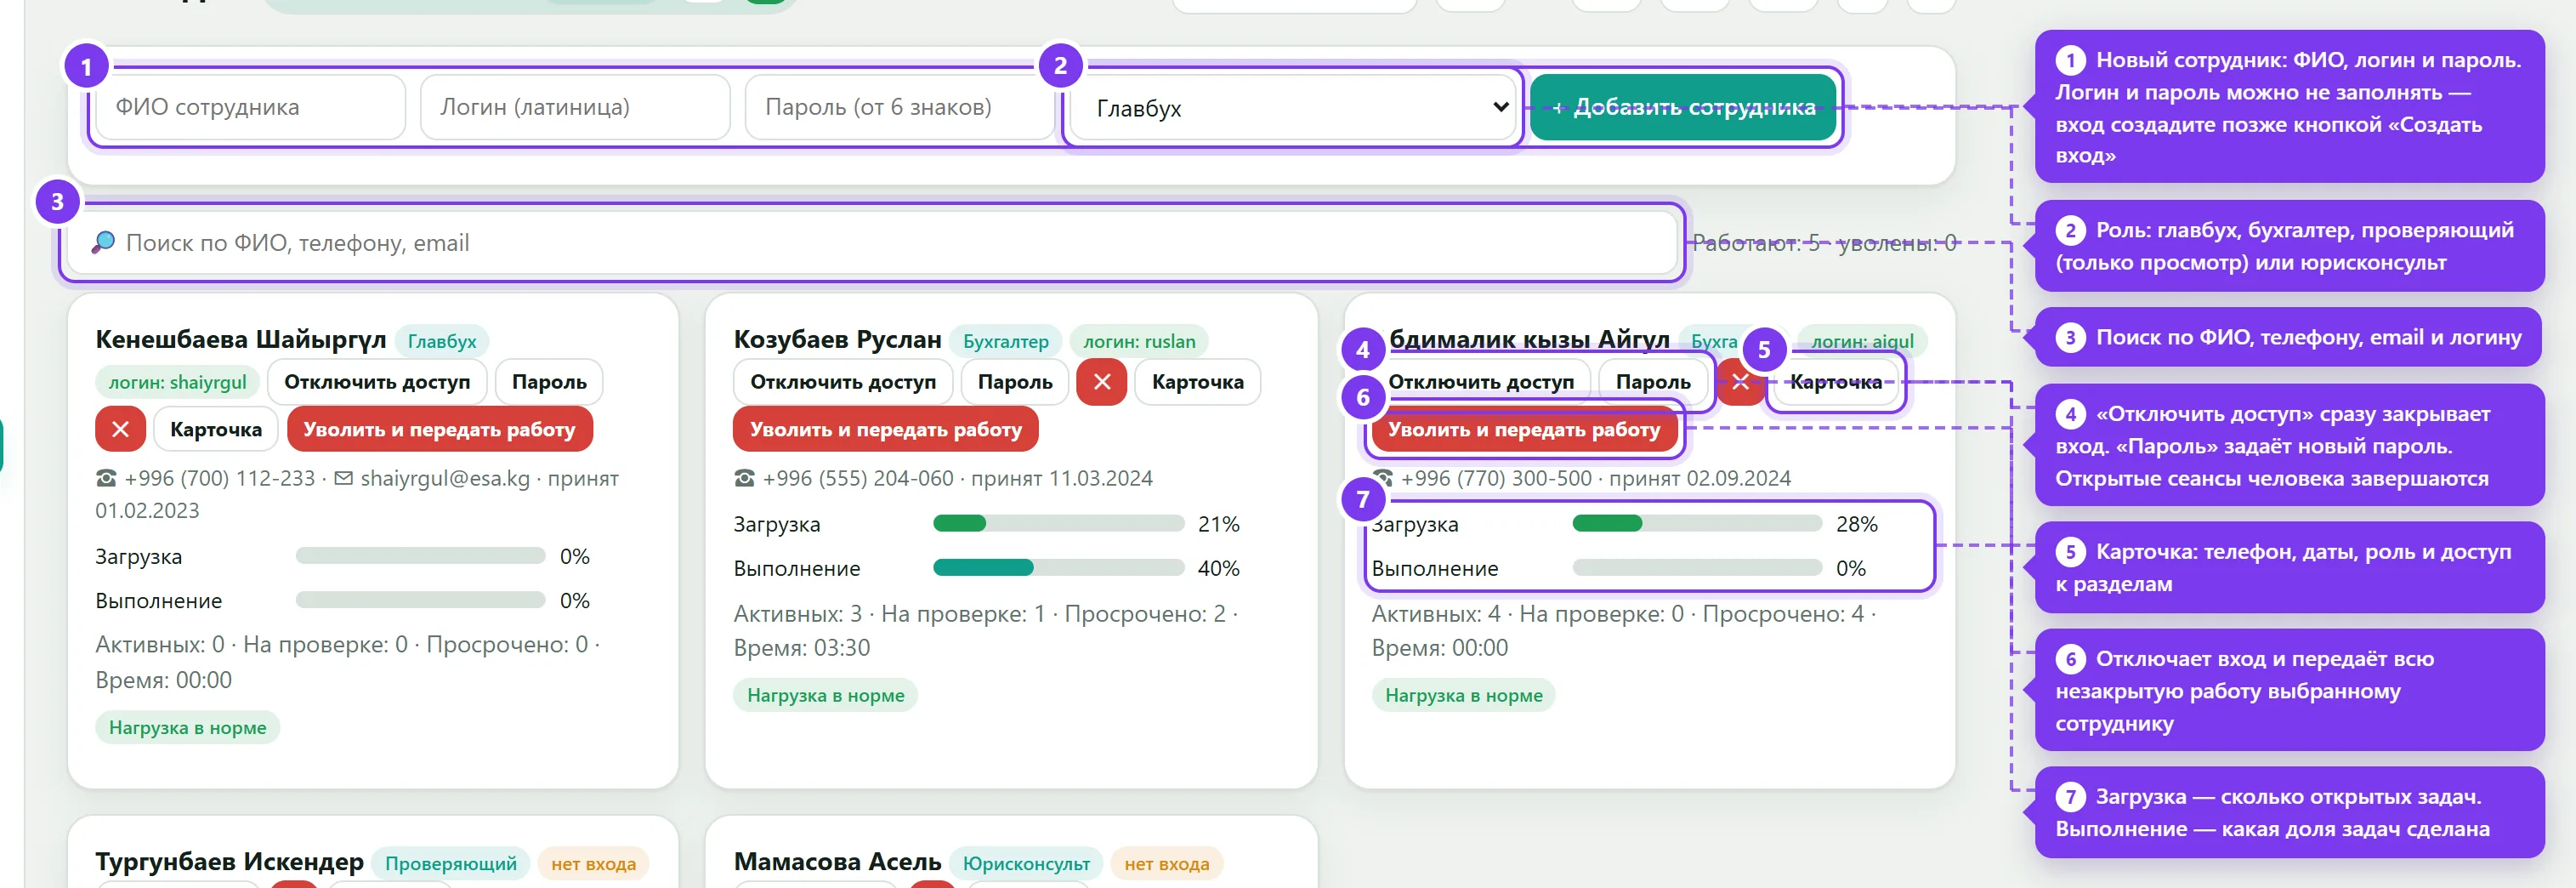 1
2
ФИО сотрудника
Логин (латиница)
Пароль (от 6 знаков)
Главбух
+ Добавить сотрудника
3
Поиск по ФИО, телефону, email
Работают: 5 · уволены: 0
Кенешбаева Шайыргүл Главбух
логин: shaiyrgul Отключить доступ Пароль
✕ Карточка Уволить и передать работу
☎ +996 (700) 112-233 · ✉ shaiyrgul@esa.kg · принят
01.02.2023
Загрузка 0%
Выполнение 0%
Активных: 0 · На проверке: 0 · Просрочено: 0 ·
Время: 00:00
Нагрузка в норме
Козубаев Руслан Бухгалтер логин: ruslan
Отключить доступ Пароль ✕ Карточка
Уволить и передать работу
☎ +996 (555) 204-060 · принят 11.03.2024
Загрузка 21%
Выполнение 40%
Активных: 3 · На проверке: 1 · Просрочено: 2 ·
Время: 03:30
Нагрузка в норме
4 бдималик кызы Айгул Бухга 5 логин: aigul
Отключить доступ Пароль ✕ Карточка
6
Уволить и передать работу
☎ +996 (770) 300-500 · принят 02.09.2024
7
Загрузка 28%
Выполнение 0%
Активных: 4 · На проверке: 0 · Просрочено: 4 ·
Время: 00:00
Нагрузка в норме
Тургунбаев Искендер Проверяющий нет входа
Мамасова Асель Юрисконсульт нет входа
1 Новый сотрудник: ФИО, логин и пароль.
Логин и пароль можно не заполнять —
вход создадите позже кнопкой «Создать
вход»
2 Роль: главбух, бухгалтер, проверяющий
(только просмотр) или юрисконсульт
3 Поиск по ФИО, телефону, email и логину
4 «Отключить доступ» сразу закрывает
вход. «Пароль» задаёт новый пароль.
Открытые сеансы человека завершаются
5 Карточка: телефон, даты, роль и доступ
к разделам
6 Отключает вход и передаёт всю
незакрытую работу выбранному
сотруднику
7 Загрузка — сколько открытых задач.
Выполнение — какая доля задач сделана